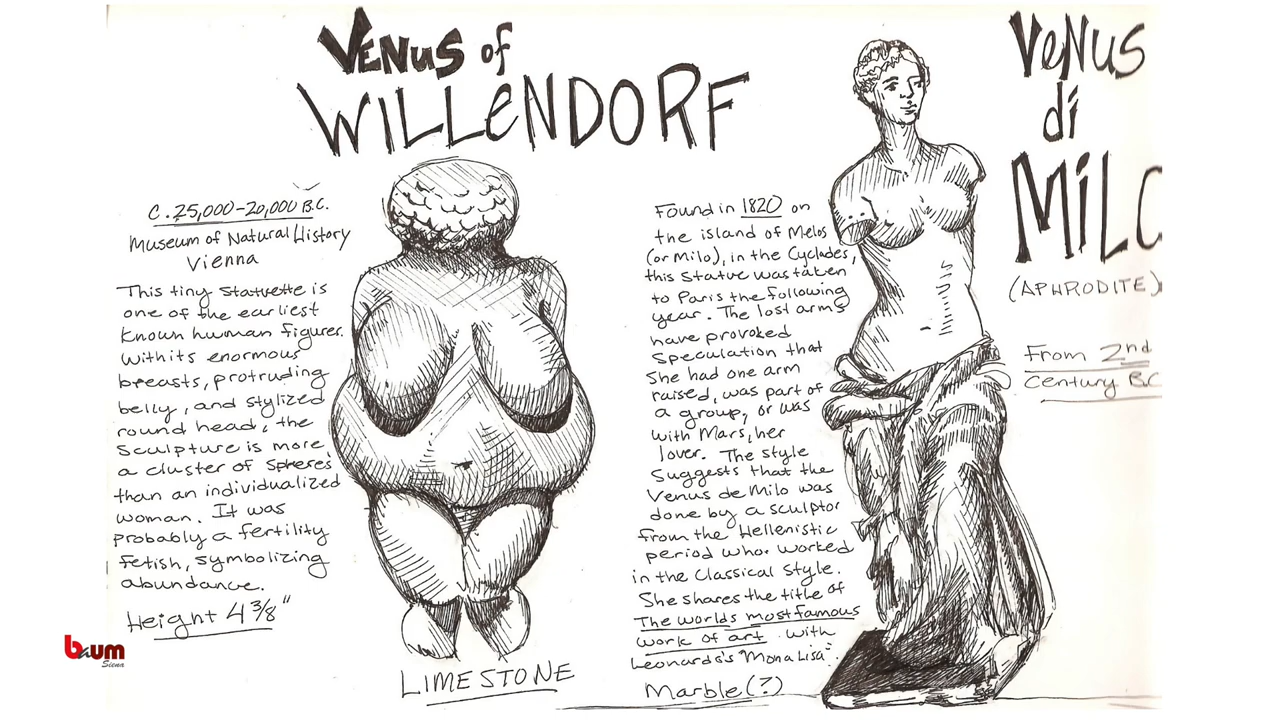 VENUS of
WILLENDORF
C. 25,000-20,000 B.C.
Museum of Natural History
Vienna
This tiny statuette is
one of the earliest
known human figures.
With its enormous
breasts, protruding
belly, and stylized
round head, the
sculpture is more
a cluster of spheres
than an individualized
woman. It was
probably a fertility
fetish, symbolizing
abundance.
Height 4 3/8"
LIMESTONE
Found in 1820 on
the island of Melos
(or Milo), in the Cyclades,
this statue was taken
to Paris the following
year. The lost arms
have provoked
speculation that
she had one arm
raised, was part of
a group, or was
with Mars, her
lover. The style
suggests that the
Venus de Milo was
done by a sculptor
from the Hellenistic
period who worked
in the Classical style.
She shares the title of
The worlds most famous
work of art with
Leonardo's "Mona Lisa".
Marble (?)
VENUS
di
MiLO
(APHRODITE)
From 2nd
Century B.C
baum
Siena